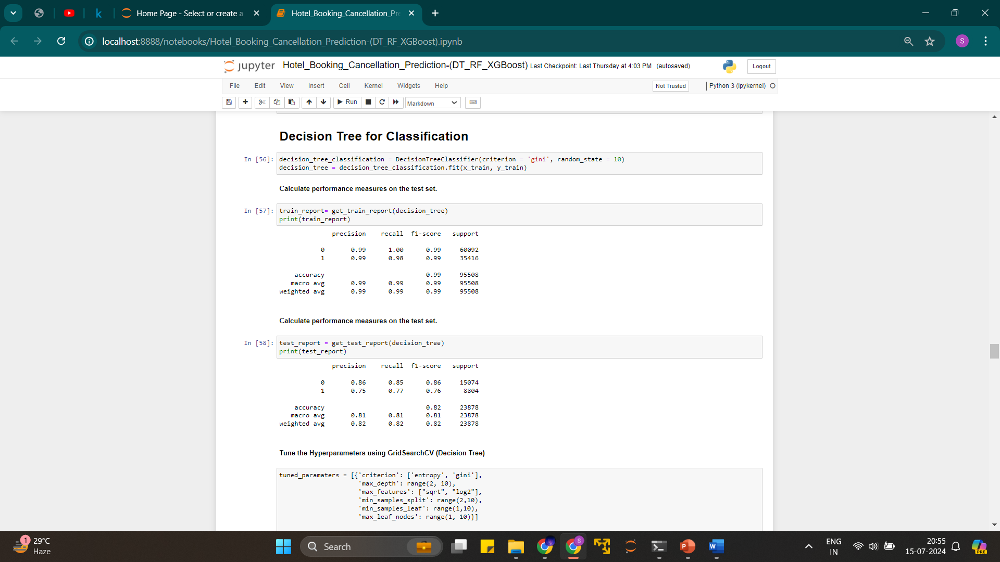 Home Page - Select or create a
Hotel_Booking_Cancellation_Pre
localhost:8888/notebooks/Hotel_Booking_Cancellation_Prediction-(DT_RF_XGBoost).ipynb
S
jupyter Hotel_Booking_Cancellation_Prediction-(DT_RF_XGBoost) Last Checkpoint: Last Thursday at 4:03 PM (autosaved)
Logout
File Edit View Insert Cell Kernel Widgets Help
Not Trusted
Python 3 (ipykernel)
Run
Markdown
Decision Tree for Classification
In [56]: decision_tree_classification = DecisionTreeClassifier(criterion = 'gini', random_state = 10)
decision_tree = decision_tree_classification.fit(x_train, y_train)
Calculate performance measures on the test set.
In [57]: train_report= get_train_report(decision_tree)
print(train_report)
precision recall f1-score support
0 0.99 1.00 0.99 60092
1 0.99 0.98 0.99 35416
accuracy 0.99 95508
macro avg 0.99 0.99 0.99 95508
weighted avg 0.99 0.99 0.99 95508
Calculate performance measures on the test set.
In [58]: test_report = get_test_report(decision_tree)
print(test_report)
precision recall f1-score support
0 0.86 0.85 0.86 15074
1 0.75 0.77 0.76 8804
accuracy 0.82 23878
macro avg 0.81 0.81 0.81 23878
weighted avg 0.82 0.82 0.82 23878
Tune the Hyperparameters using GridSearchCV (Decision Tree)
tuned_paramaters = [{'criterion': ['entropy', 'gini'],
'max_depth': range(2, 10),
'max_features': ["sqrt", "log2"],
'min_samples_split': range(2,10),
'min_samples_leaf': range(1,10),
'max_leaf_nodes': range(1, 10)}]
1
29°C
Haze
Search
S
P
W
ENG
IN
20:55
15-07-2024
PRE